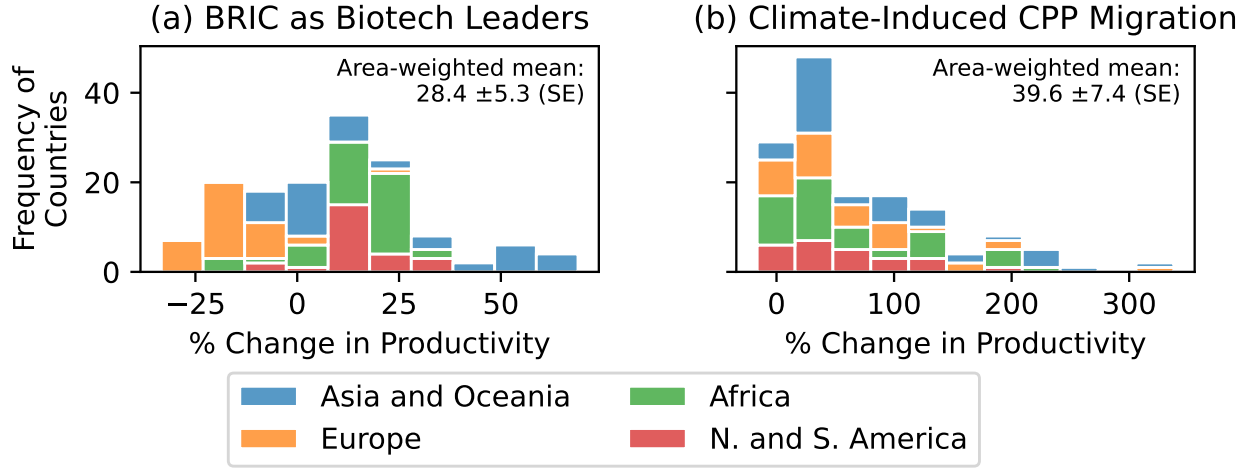 (a) BRIC as Biotech Leaders
(b) Climate-Induced CPP Migration
Frequency of
Countries
40
20
0
Area-weighted mean:
28.4 ±5.3 (SE)
−25
0
25
50
% Change in Productivity
Area-weighted mean:
39.6 ±7.4 (SE)
0
100
200
300
% Change in Productivity
Asia and Oceania
Europe
Africa
N. and S. America